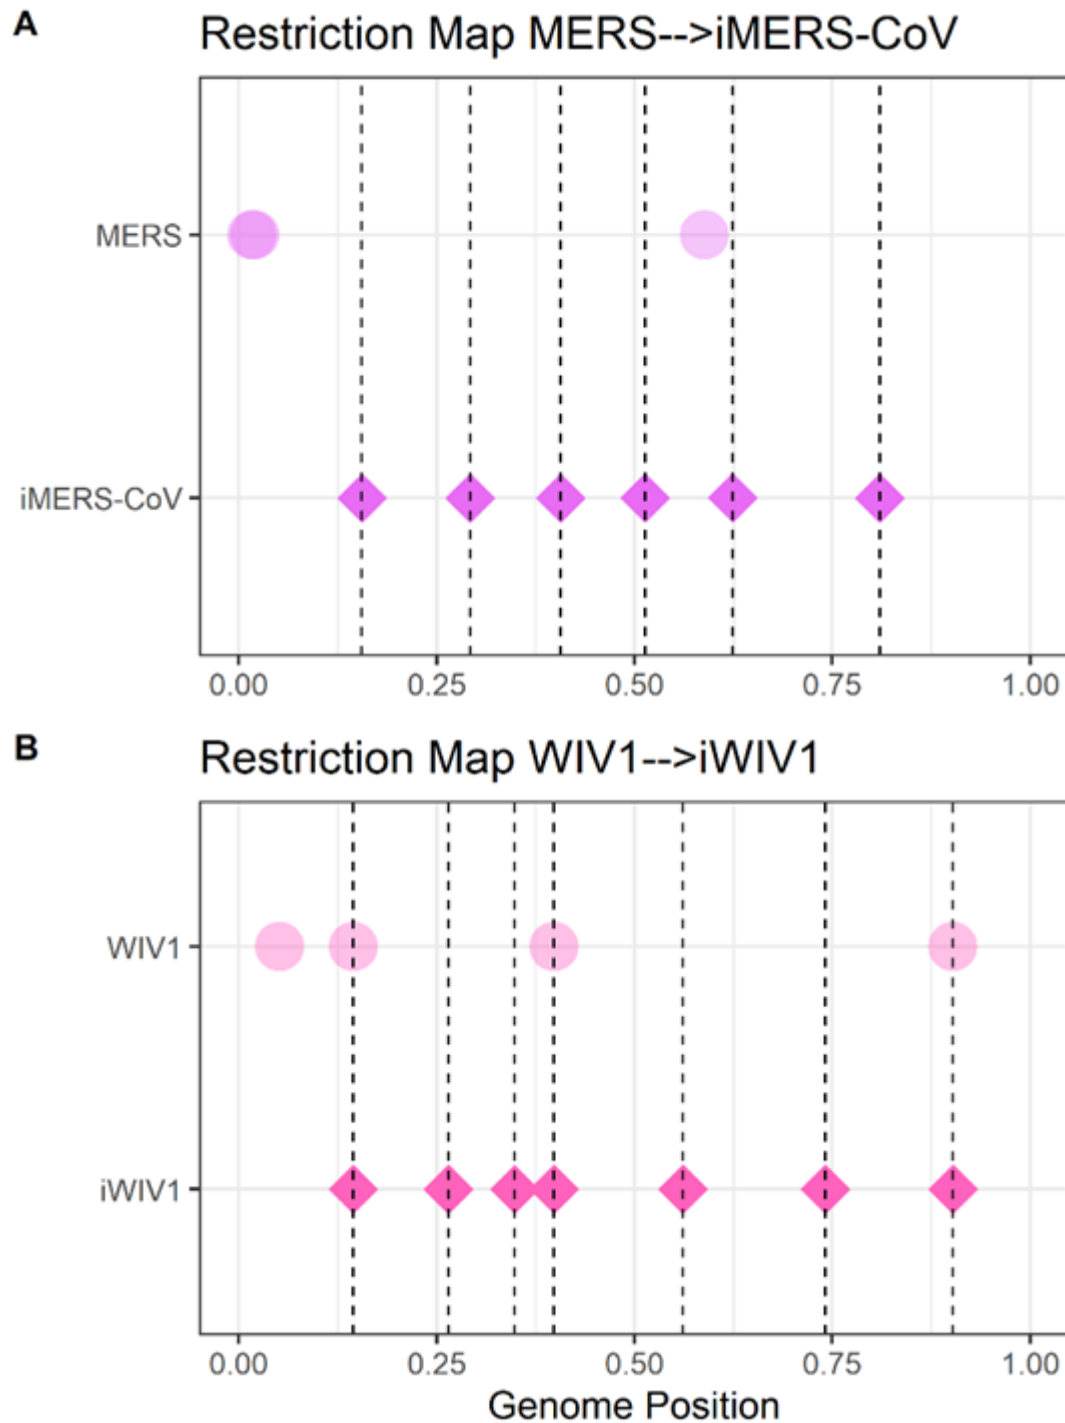 A
Restriction Map MERS-->iMERS-CoV
MERS
iMERS-CoV
0.00 0.25 0.50 0.75 1.00
B
Restriction Map WIV1-->iWIV1
WIV1
iWIV1
0.00 0.25 0.50 0.75 1.00
Genome Position